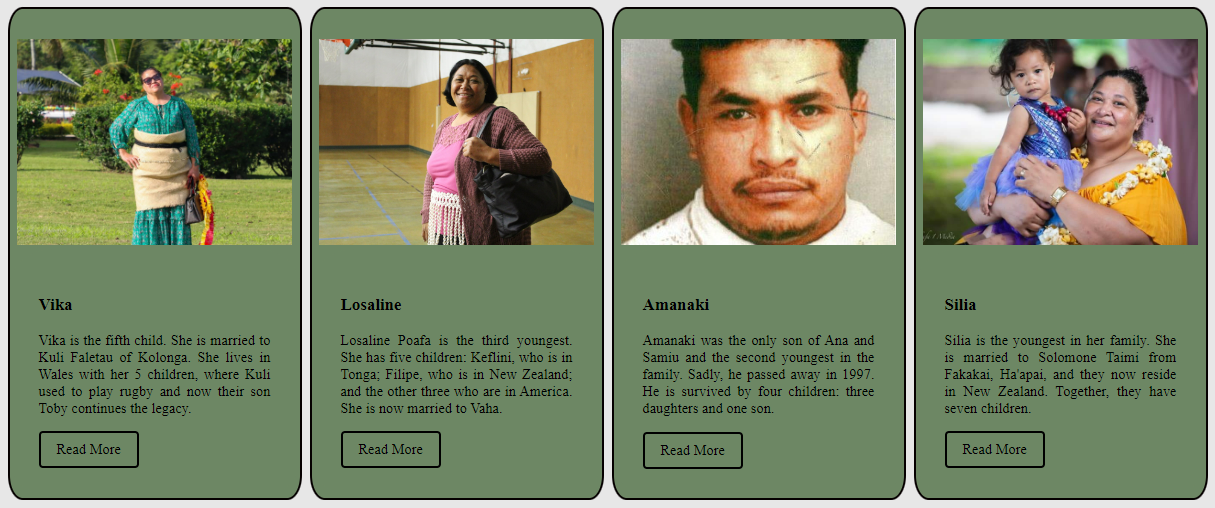 Vika
Vika is the fifth child. She is married to
Kuli Faletau of Kolonga. She lives in
Wales with her 5 children, where Kuli
used to play rugby and now their son
Toby continues the legacy.
Read More
Losaline
Losaline Poafa is the third youngest.
She has five children: Keflini, who is in
Tonga; Filipe, who is in New Zealand;
and the other three who are in America.
She is now married to Vaha.
Read More
Amanaki
Amanaki was the only son of Ana and
Samiu and the second youngest in the
family. Sadly, he passed away in 1997.
He is survived by four children: three
daughters and one son.
Read More
Silia
Silia is the youngest in her family. She
is married to Solomone Taimi from
Fakakai, Ha'apai, and they now reside
in New Zealand. Together, they have
seven children.
Read More